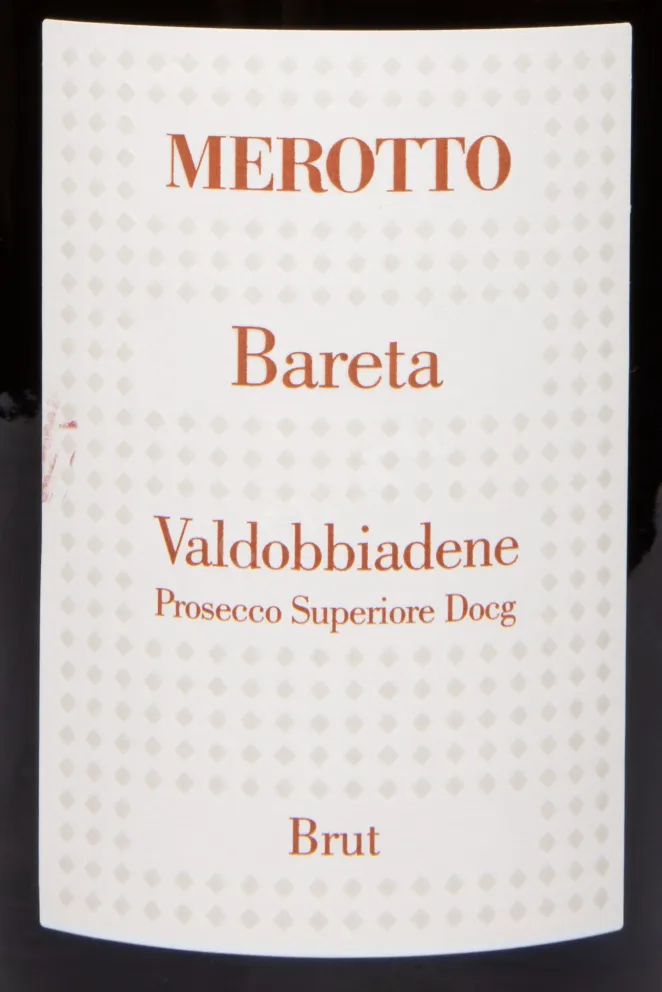 MEROTTO
Bareta
Valdobbiadene
Prosecco Superiore Docg
Brut